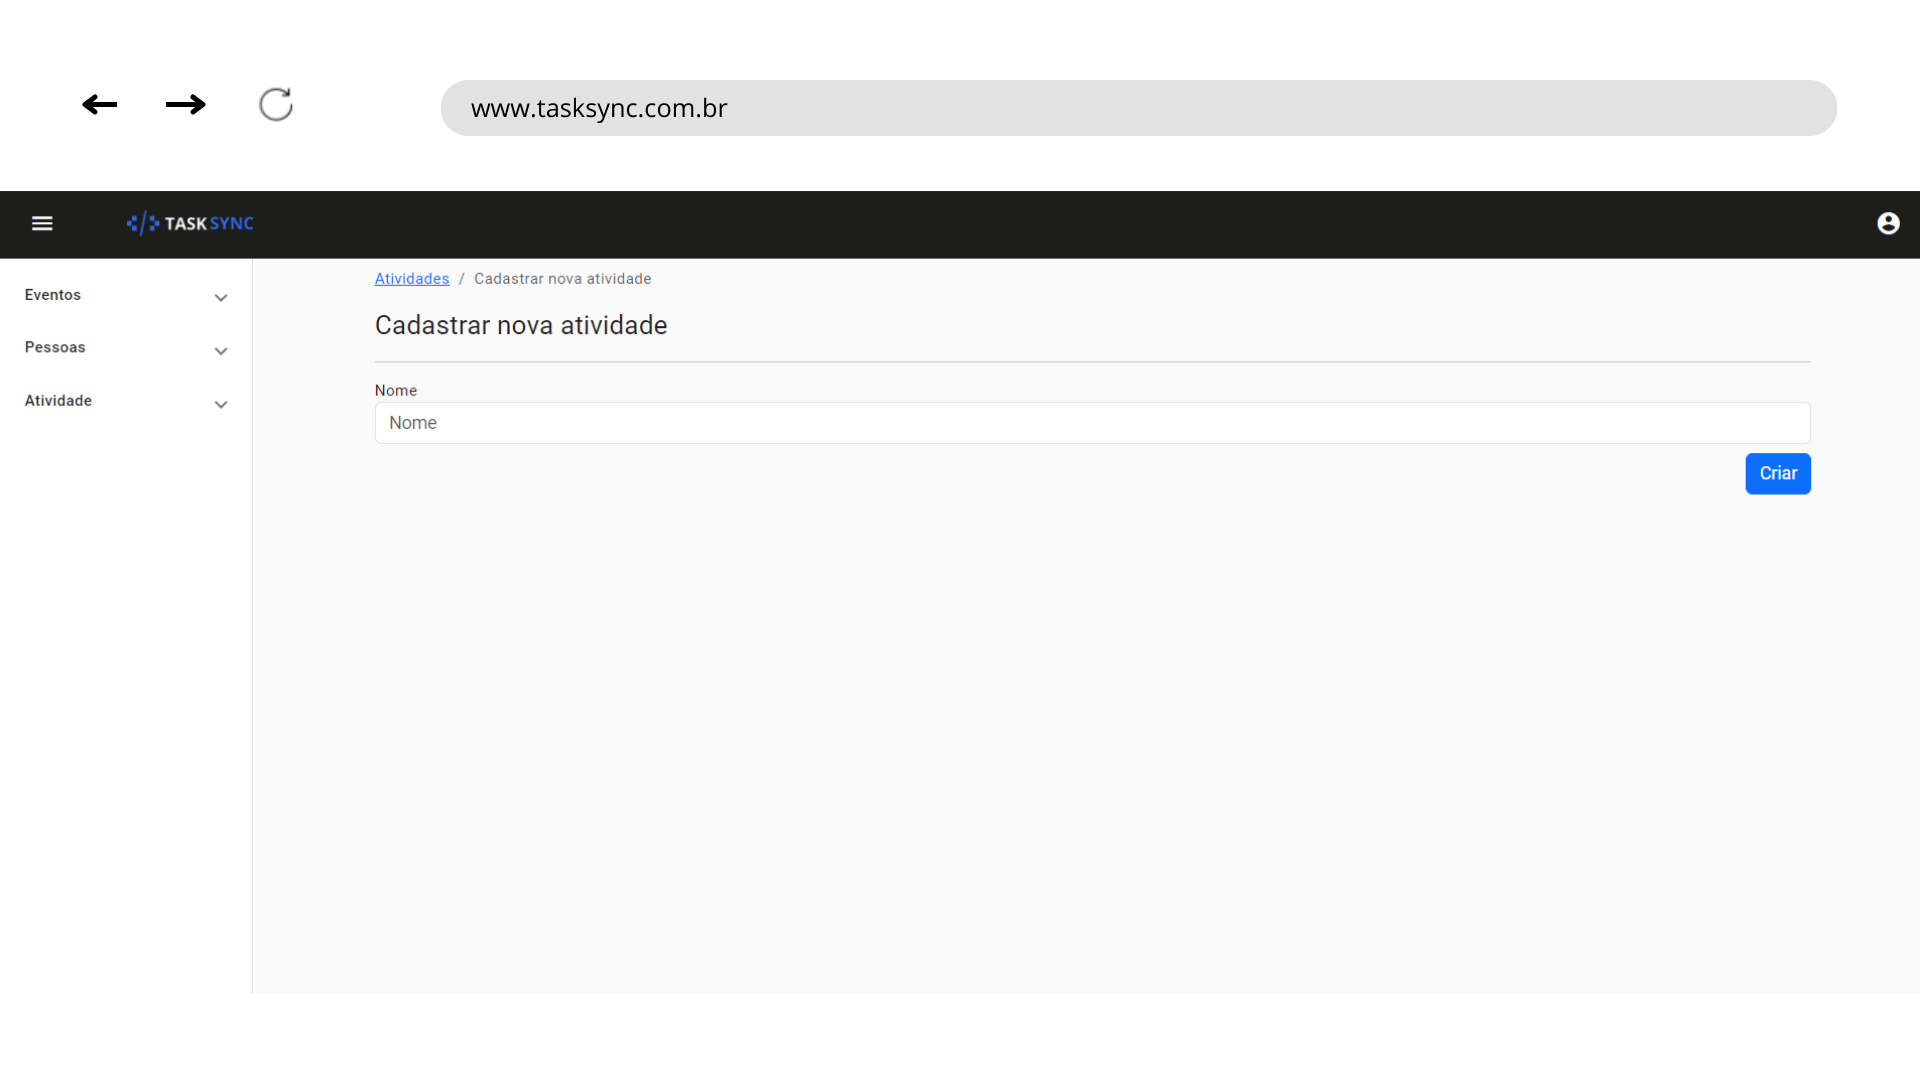 www.tasksync.com.br
TASK SYNC
Atividades / Cadastrar nova atividade
Eventos
Pessoas
Atividade
Cadastrar nova atividade
Nome
Nome
Criar